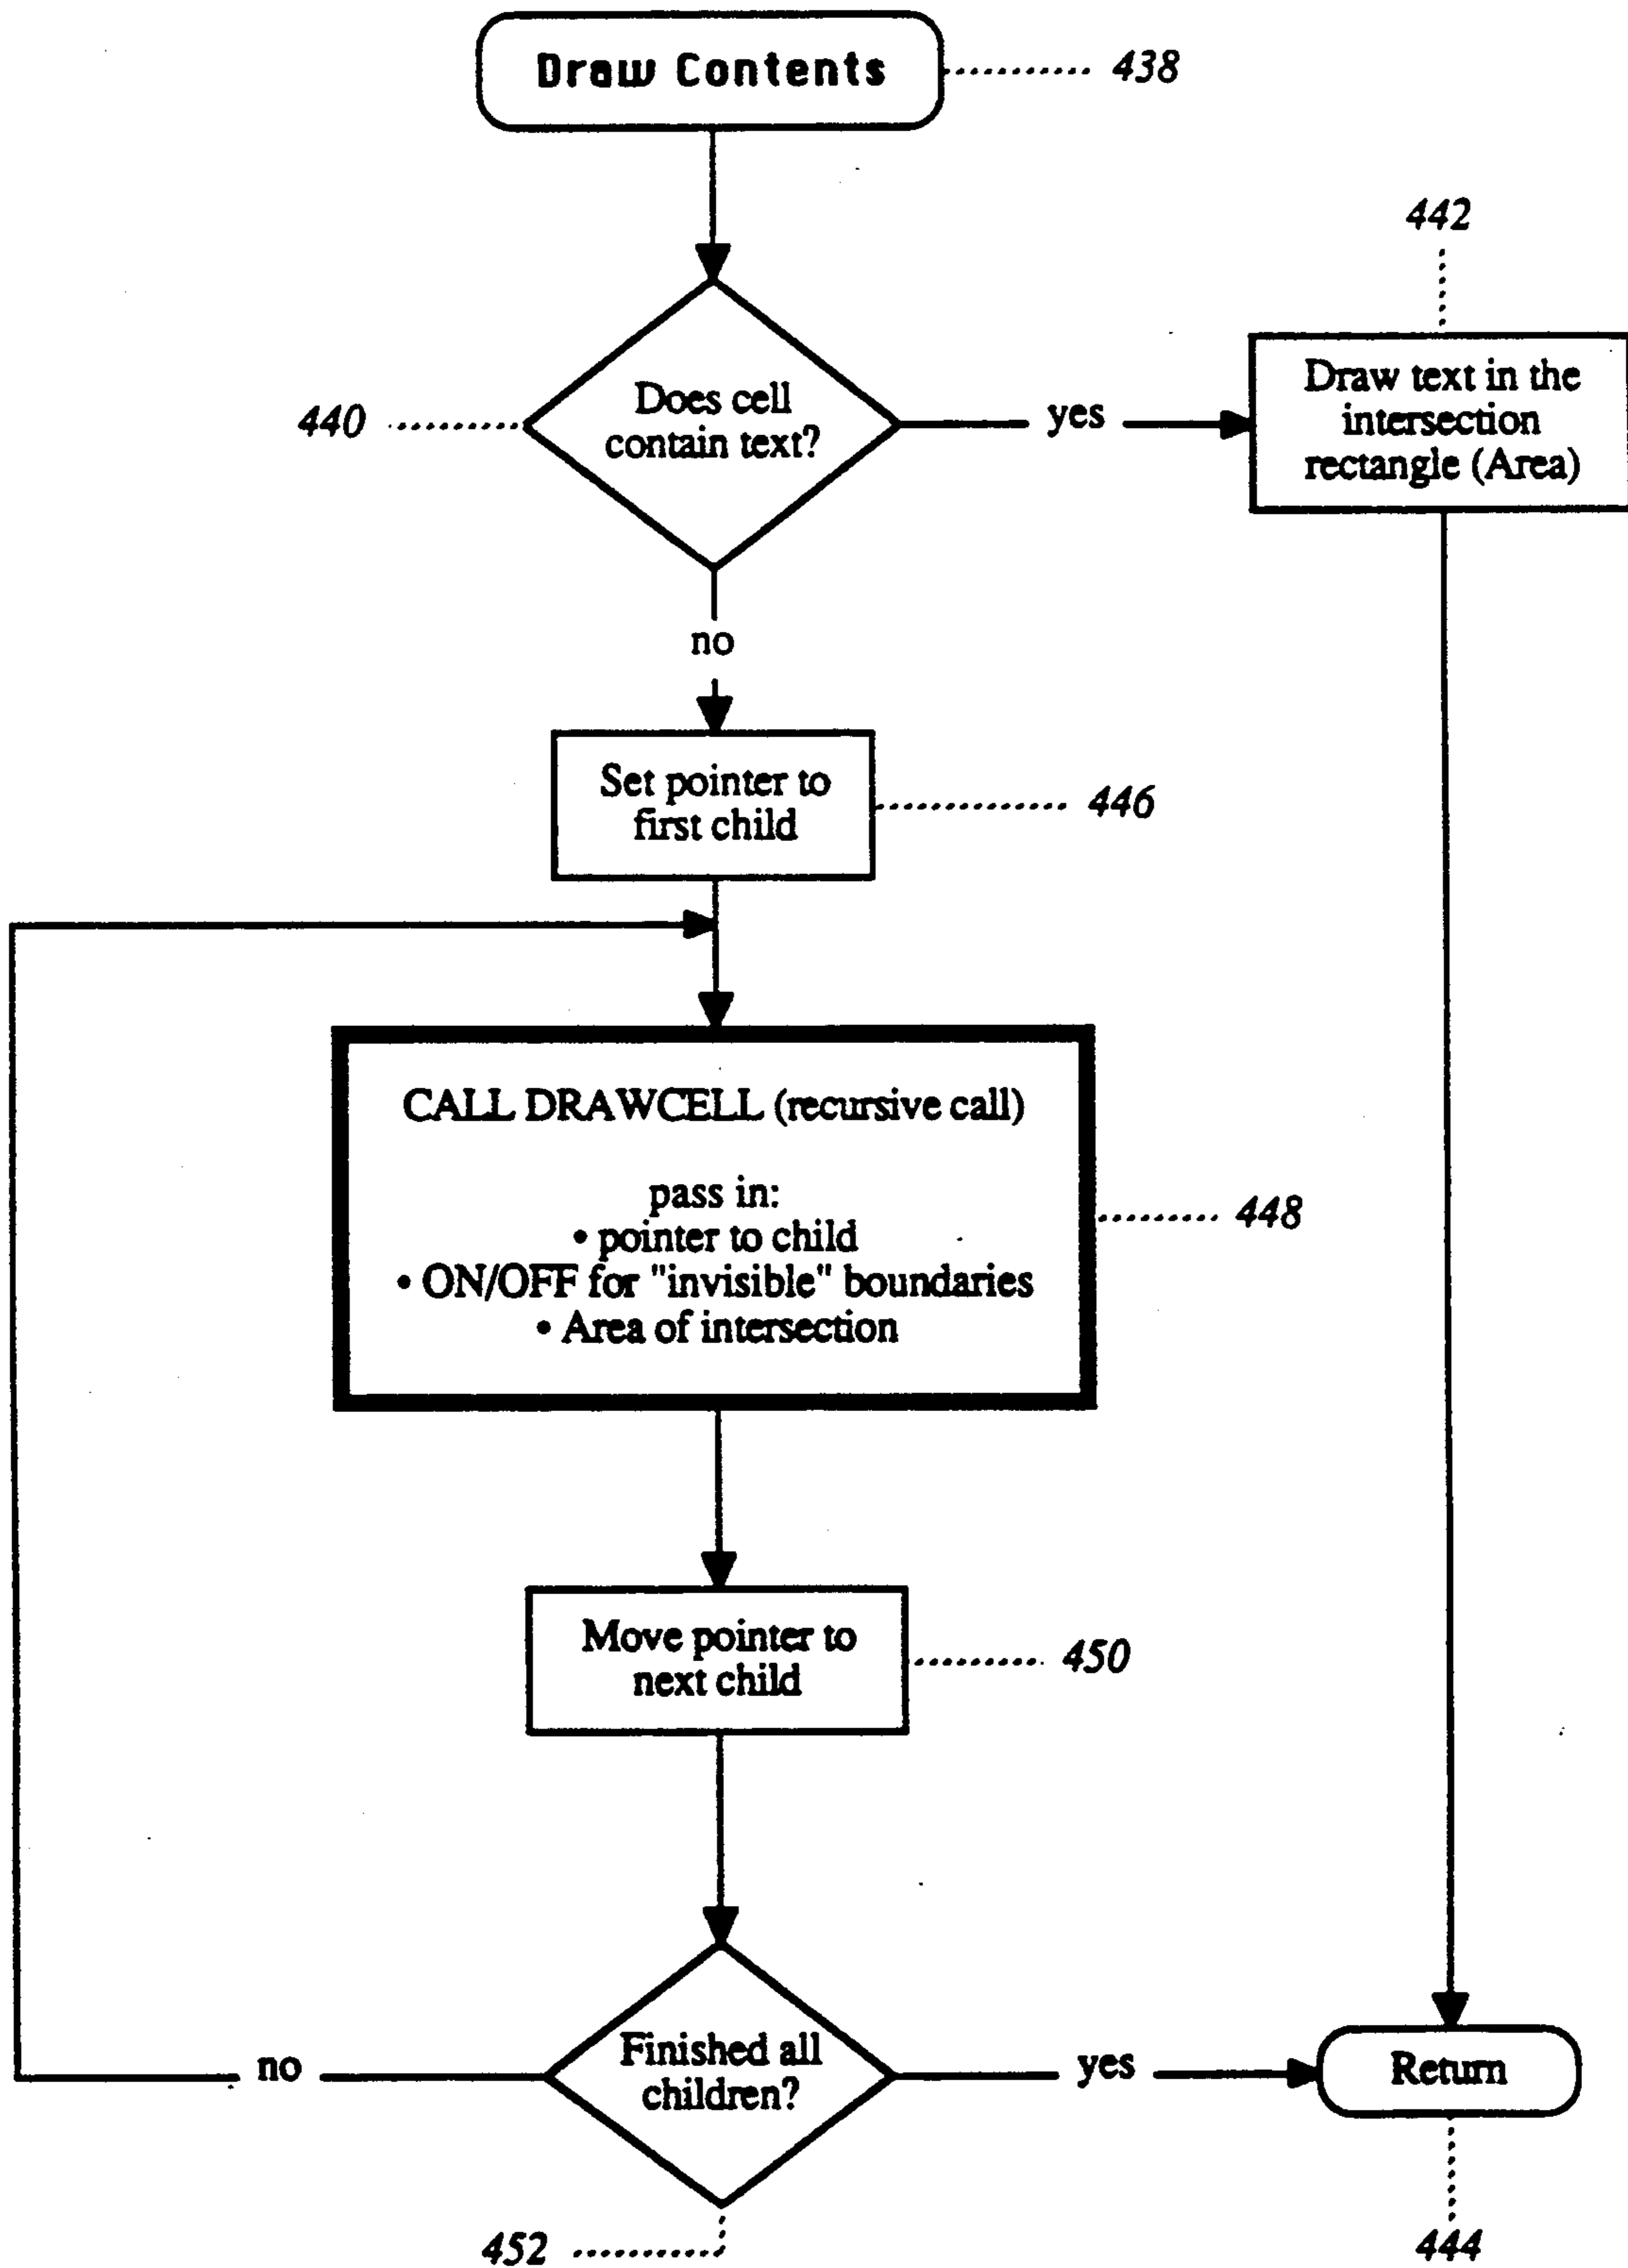 Draw Contents
438
442
Draw text in the
intersection
rectangle (Area)
440
Does cell
contain text?
yes
no
Set pointer to
first child
446
CALL DRAWCELL (recursive call)
pass in:
• pointer to child
• ON/OFF for "invisible" boundaries
• Area of intersection
448
Move pointer to
next child
450
Finished all
children?
no
yes
Return
452
444